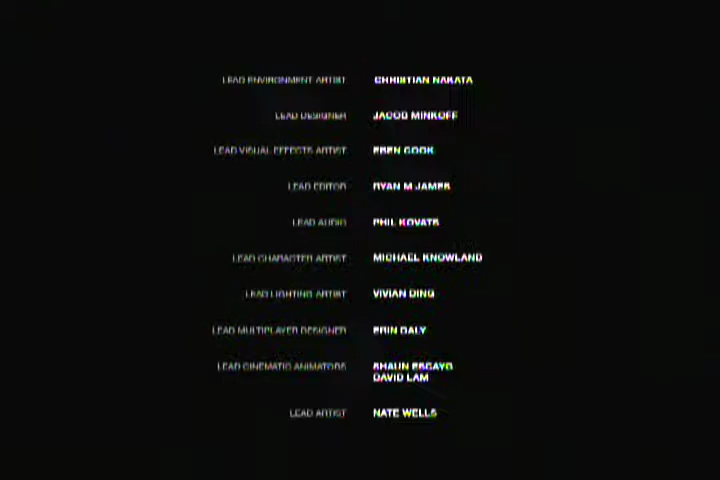 LEAD ENVIRONMENT ARTIST CHRISTIAN NAKATA
LEAD DESIGNER JACOB MINKOFF
LEAD VISUAL EFFECTS ARTIST EBEN COOK
LEAD EDITOR RYAN M JAMES
LEAD AUDIO PHIL KOVATS
LEAD CHARACTER ARTIST MICHAEL KNOWLAND
LEAD LIGHTING ARTIST VIVIAN DING
LEAD MULTIPLAYER DESIGNER ERIN DALY
LEAD CINEMATIC ANIMATORS SHAUN ESCAYG
DAVID LAM
LEAD ARTIST NATE WELLS